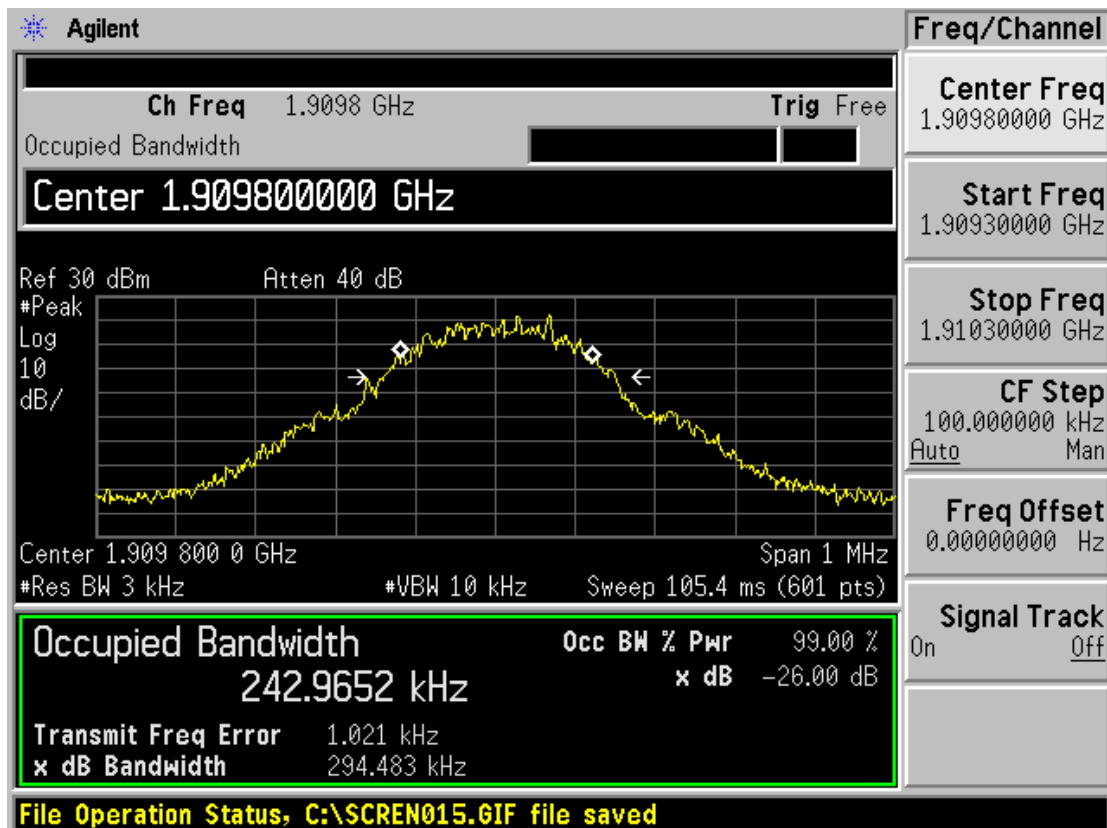 Agilent
Freq/Channel
Ch Freq 1.9098 GHz Trig Free
Occupied Bandwidth
Center 1.909800000 GHz
Ref 30 dBm Atten 40 dB
#Peak
Log
10
dB/
Center 1.909 800 0 GHz Span 1 MHz
#Res BW 3 kHz #VBW 10 kHz Sweep 105.4 ms (601 pts)
Occupied Bandwidth Occ BW % Pwr 99.00 %
242.9652 kHz x dB -26.00 dB
Transmit Freq Error 1.021 kHz
x dB Bandwidth 294.483 kHz
Center Freq
1.90980000 GHz
Start Freq
1.90930000 GHz
Stop Freq
1.91030000 GHz
CF Step
100.000000 kHz
Auto Man
Freq Offset
0.00000000 Hz
Signal Track
On Off
File Operation Status, C:\SCREN015.GIF file saved